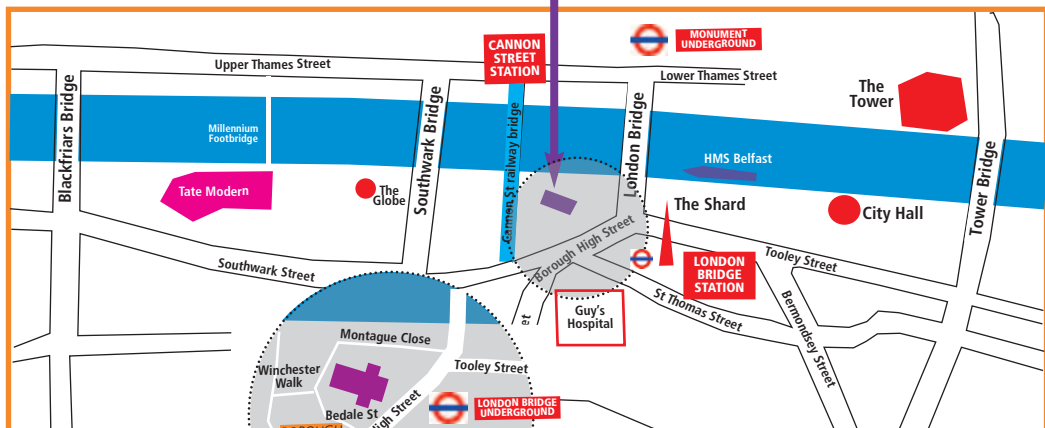 CANNON
STREET
STATION
MONUMENT
UNDERGROUND
Upper Thames Street
Lower Thames Street
The
Tower
Blackfriars Bridge
Millennium
Footbridge
Southwark Bridge
Cannon St railway bridge
London Bridge
HMS Belfast
Tower Bridge
Tate Modern
The
Globe
The Shard
City Hall
Borough High Street
Southwark Street
LONDON
BRIDGE
STATION
Tooley Street
St Thomas Street
Bermondsey Street
Guy's
Hospital
et
Montague Close
Winchester
Walk
Tooley Street
Bedale St
High Street
LONDON BRIDGE
UNDERGROUND